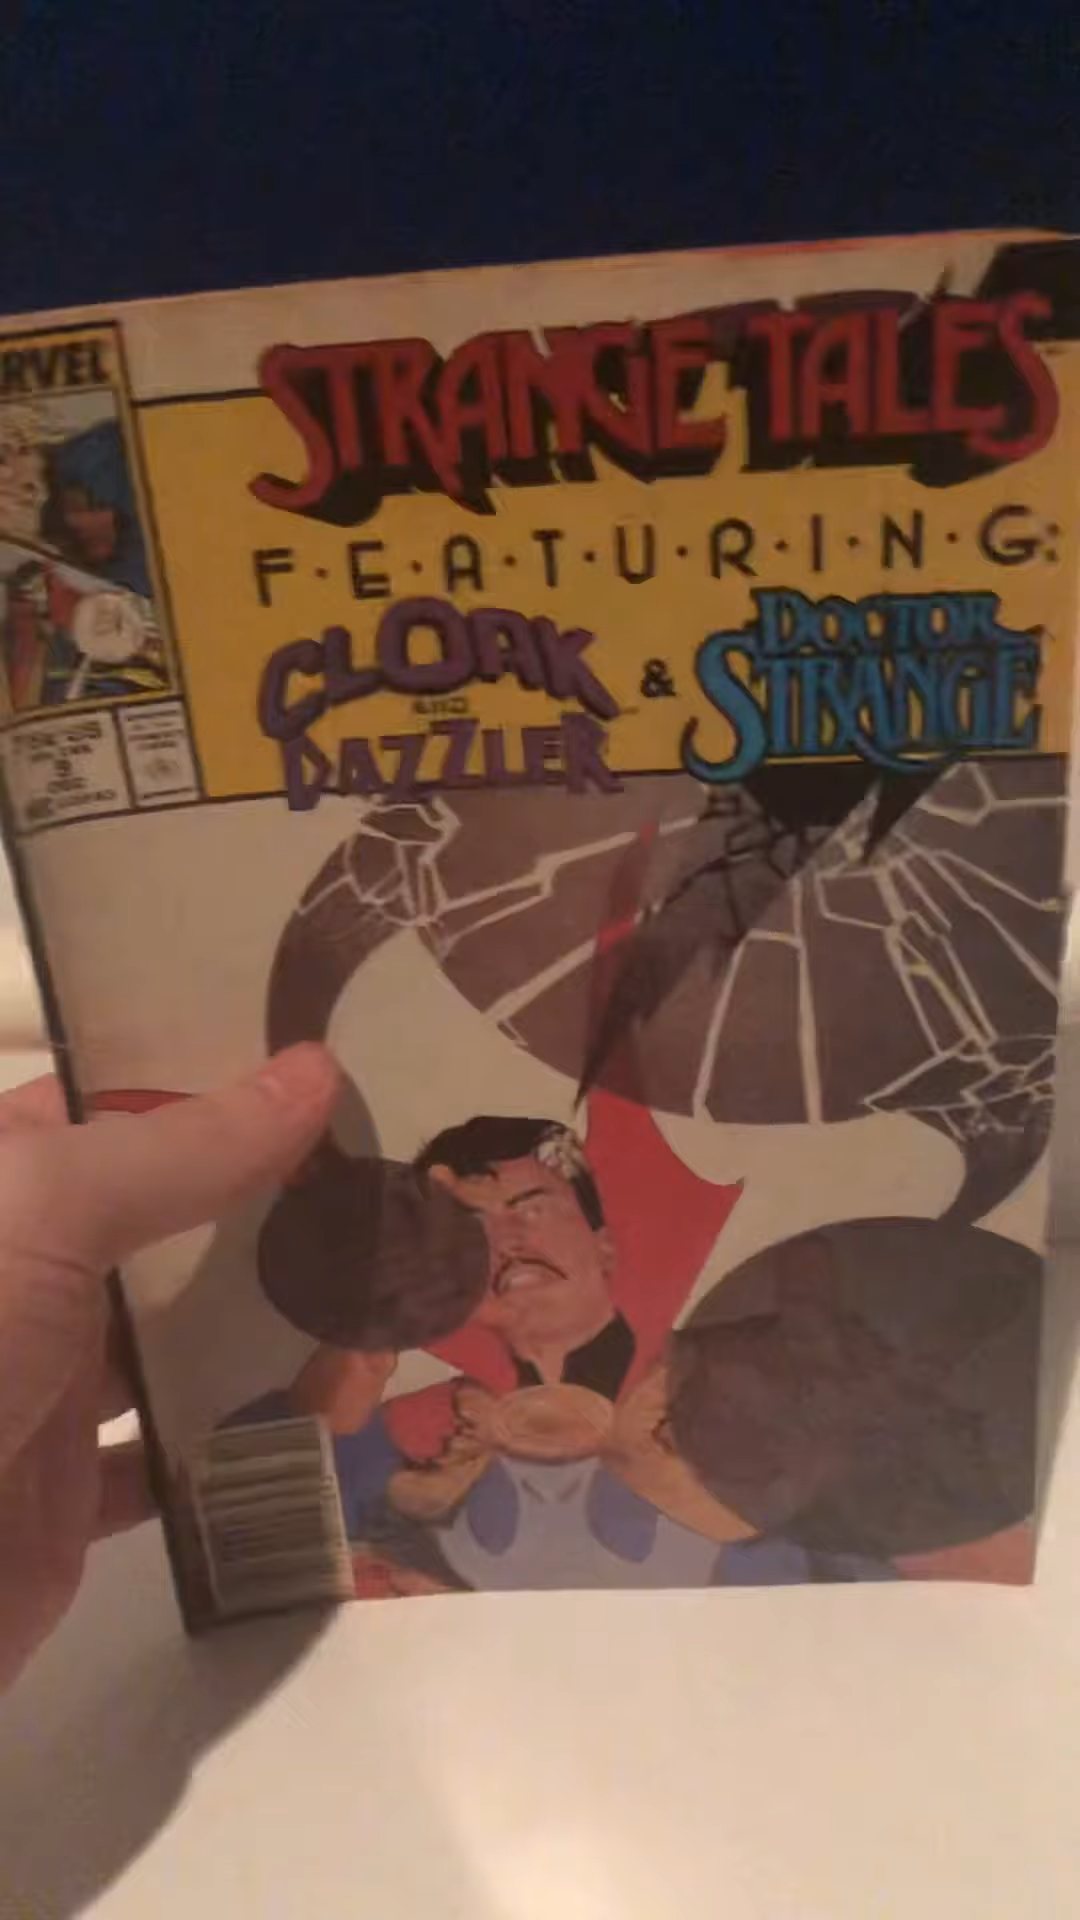 RVEL
STRANGE TALES
F·E·A·T·U·R·I·N·G:
CLOAK
AND
DAZZLER
&
DOCTOR
STRANGE